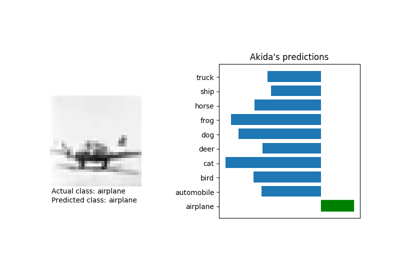 Akida's predictions
truck
ship
horse
frog
dog
deer
cat
bird
automobile
airplane
Actual class: airplane
Predicted class: airplane